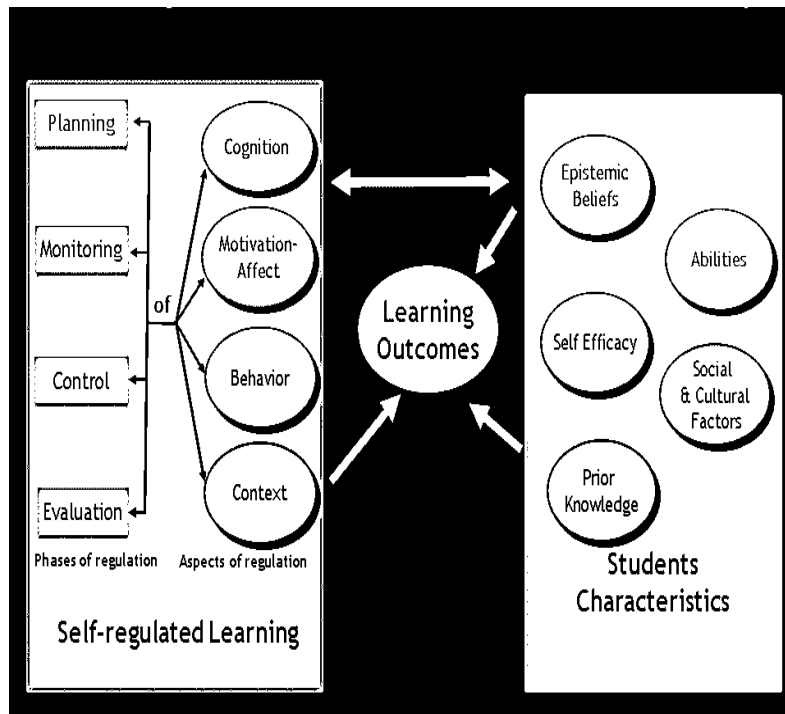 Planning
Monitoring
Control
Evaluation
Phases of regulation
of
Cognition
Motivation-
Affect
Behavior
Context
Aspects of regulation
Self-regulated Learning
Learning
Outcomes
Epistemic
Beliefs
Abilities
Self Efficacy
Social
& Cultural
Factors
Prior
Knowledge
Students
Characteristics